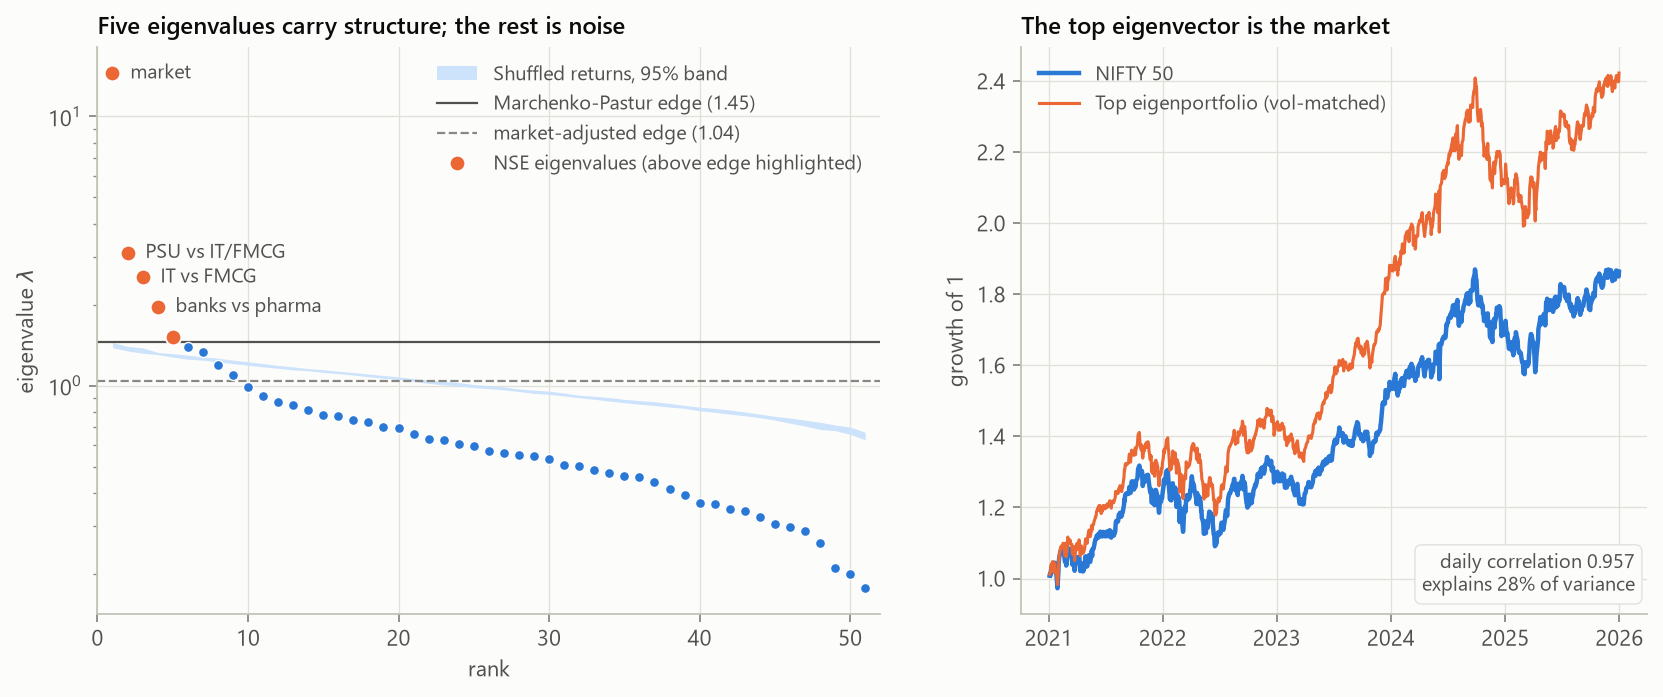 Five eigenvalues carry structure; the rest is noise
market
PSU vs IT/FMCG
IT vs FMCG
banks vs pharma
Shuffled returns, 95% band
Marchenko-Pastur edge (1.45)
market-adjusted edge (1.04)
NSE eigenvalues (above edge highlighted)
eigenvalue λ
10¹
10⁰
0 10 20 30 40 50
rank
The top eigenvector is the market
NIFTY 50
Top eigenportfolio (vol-matched)
growth of 1
2.4
2.2
2.0
1.8
1.6
1.4
1.2
1.0
daily correlation 0.957
explains 28% of variance
2021 2022 2023 2024 2025 2026